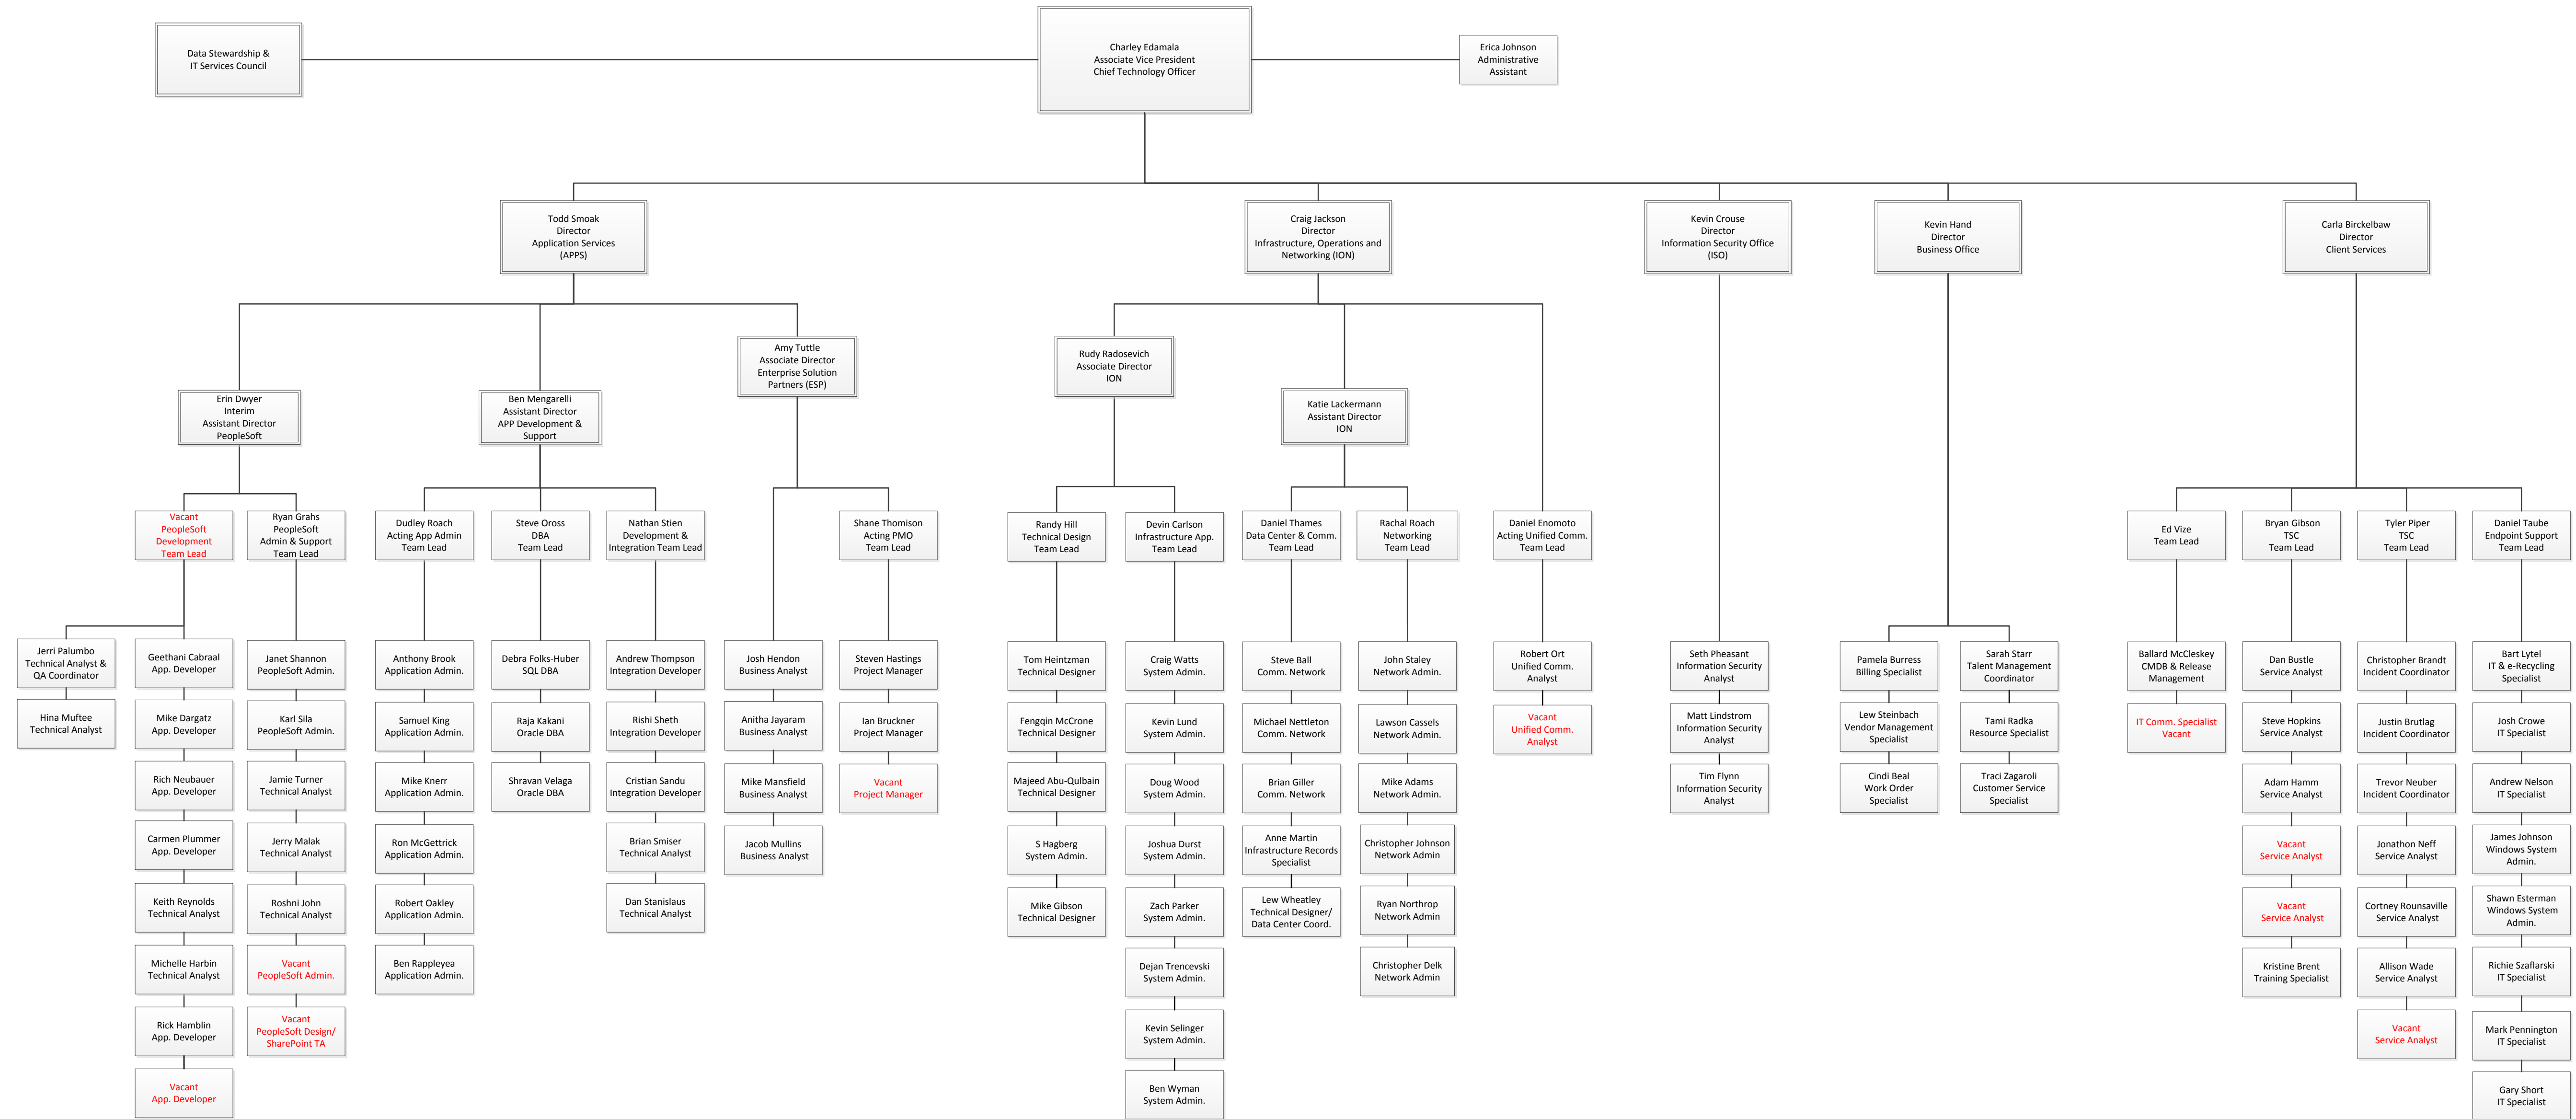 Data Stewardship &
IT Services Council
Charley Edamala
Associate Vice President
Chief Technology Officer
Erica Johnson
Administrative
Assistant
Todd Smoak
Director
Application Services
(APPS)
Craig Jackson
Director
Infrastructure, Operations and
Networking (ION)
Kevin Crouse
Director
Information Security Office
(ISO)
Kevin Hand
Director
Business Office
Carla Birckelbaw
Director
Client Services
Erin Dwyer
Interim
Assistant Director
PeopleSoft
Ben Mengarelli
Assistant Director
APP Development &
Support
Amy Tuttle
Associate Director
Enterprise Solution
Partners (ESP)
Rudy Radosevich
Associate Director
ION
Katie Lackermann
Assistant Director
ION
Vacant
PeopleSoft
Development
Team Lead
Ryan Grahs
PeopleSoft
Admin & Support
Team Lead
Dudley Roach
Acting App Admin
Team Lead
Steve Oross
DBA
Team Lead
Nathan Stien
Development &
Integration Team Lead
Shane Thomison
Acting PMO
Team Lead
Randy Hill
Technical Design
Team Lead
Devin Carlson
Infrastructure App.
Team Lead
Daniel Thames
Data Center & Comm.
Team Lead
Rachal Roach
Networking
Team Lead
Daniel Enomoto
Acting Unified Comm.
Team Lead
Ed Vize
Team Lead
Bryan Gibson
TSC
Team Lead
Tyler Piper
TSC
Team Lead
Daniel Taube
Endpoint Support
Team Lead
Jerri Palumbo
Technical Analyst &
QA Coordinator
Hina Muftee
Technical Analyst
Geethani Cabraal
App. Developer
Mike Dargatz
App. Developer
Rich Neubauer
App. Developer
Carmen Plummer
App. Developer
Keith Reynolds
Technical Analyst
Michelle Harbin
Technical Analyst
Rick Hamblin
App. Developer
Vacant
App. Developer
Janet Shannon
PeopleSoft Admin.
Karl Sila
PeopleSoft Admin.
Jamie Turner
Technical Analyst
Jerry Malak
Technical Analyst
Roshni John
Technical Analyst
Vacant
PeopleSoft Admin.
Vacant
PeopleSoft Design/
SharePoint TA
Anthony Brook
Application Admin.
Samuel King
Application Admin.
Mike Knerr
Application Admin.
Ron McGettrick
Application Admin.
Robert Oakley
Application Admin.
Ben Rappleyea
Application Admin.
Debra Folks-Huber
SQL DBA
Raja Kakani
Oracle DBA
Shravan Velaga
Oracle DBA
Andrew Thompson
Integration Developer
Rishi Sheth
Integration Developer
Cristian Sandu
Integration Developer
Brian Smiser
Technical Analyst
Dan Stanislaus
Technical Analyst
Josh Hendon
Business Analyst
Anitha Jayaram
Business Analyst
Mike Mansfield
Business Analyst
Jacob Mullins
Business Analyst
Steven Hastings
Project Manager
Ian Bruckner
Project Manager
Vacant
Project Manager
Tom Heintzman
Technical Designer
Fengqin McCrone
Technical Designer
Majeed Abu-Qulbain
Technical Designer
S Hagberg
System Admin.
Mike Gibson
Technical Designer
Craig Watts
System Admin.
Kevin Lund
System Admin.
Doug Wood
System Admin.
Joshua Durst
System Admin.
Zach Parker
System Admin.
Dejan Trencevski
System Admin.
Kevin Selinger
System Admin.
Ben Wyman
System Admin.
Steve Ball
Comm. Network
Michael Nettleton
Comm. Network
Brian Giller
Comm. Network
Anne Martin
Infrastructure Records
Specialist
Lew Wheatley
Technical Designer/
Data Center Coord.
John Staley
Network Admin.
Lawson Cassels
Network Admin.
Mike Adams
Network Admin.
Christopher Johnson
Network Admin
Ryan Northrop
Network Admin
Christopher Delk
Network Admin
Robert Ort
Unified Comm.
Analyst
Vacant
Unified Comm.
Analyst
Seth Pheasant
Information Security
Analyst
Matt Lindstrom
Information Security
Analyst
Tim Flynn
Information Security
Analyst
Pamela Burress
Billing Specialist
Lew Steinbach
Vendor Management
Specialist
Cindi Beal
Work Order
Specialist
Sarah Starr
Talent Management
Coordinator
Tami Radka
Resource Specialist
Traci Zagaroli
Customer Service
Specialist
Ballard McCleskey
CMDB & Release
Management
IT Comm. Specialist
Vacant
Dan Bustle
Service Analyst
Steve Hopkins
Service Analyst
Adam Hamm
Service Analyst
Vacant
Service Analyst
Vacant
Service Analyst
Kristine Brent
Training Specialist
Christopher Brandt
Incident Coordinator
Justin Brutlag
Incident Coordinator
Trevor Neuber
Incident Coordinator
Jonathon Neff
Service Analyst
Cortney Rounsaville
Service Analyst
Allison Wade
Service Analyst
Vacant
Service Analyst
Bart Lytel
IT & e-Recycling
Specialist
Josh Crowe
IT Specialist
Andrew Nelson
IT Specialist
James Johnson
Windows System
Admin.
Shawn Esterman
Windows System
Admin.
Richie Szaflarski
IT Specialist
Mark Pennington
IT Specialist
Gary Short
IT Specialist